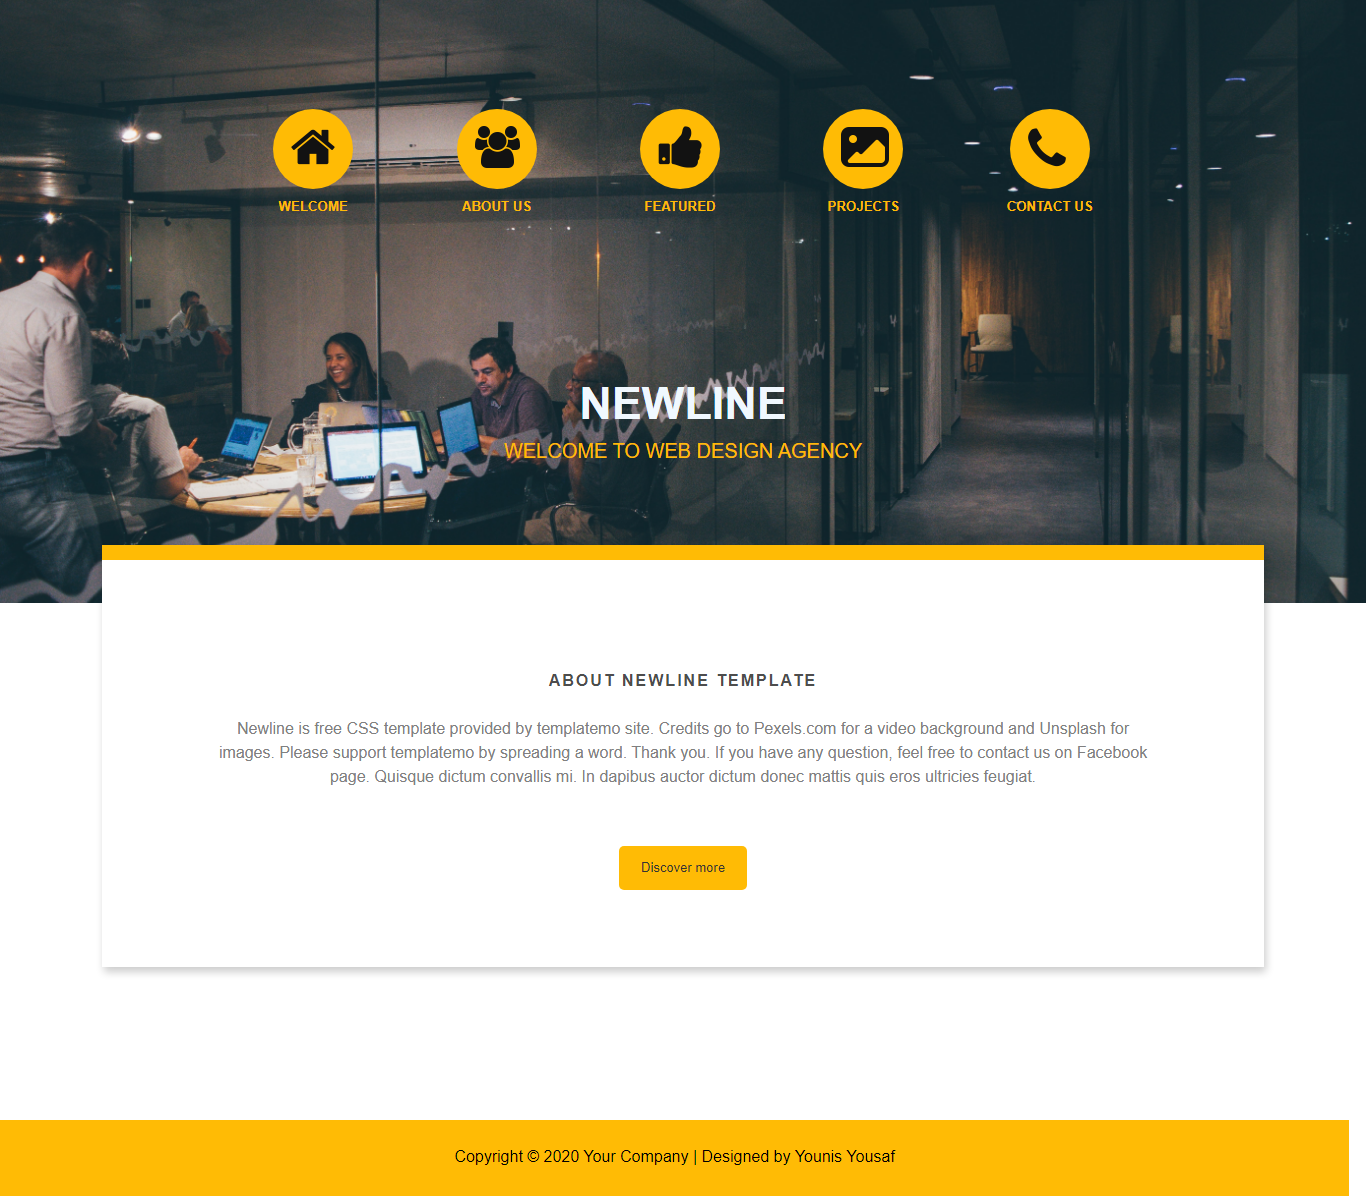 WELCOME
ABOUT US
FEATURED
PROJECTS
CONTACT US
NEWLINE
WELCOME TO WEB DESIGN AGENCY
ABOUT NEWLINE TEMPLATE
Newline is free CSS template provided by templatemo site. Credits go to Pexels.com for a video background and Unsplash for
images. Please support templatemo by spreading a word. Thank you. If you have any question, feel free to contact us on Facebook
page. Quisque dictum convallis mi. In dapibus auctor dictum donec mattis quis eros ultricies feugiat.
Discover more
Copyright © 2020 Your Company | Designed by Younis Yousaf